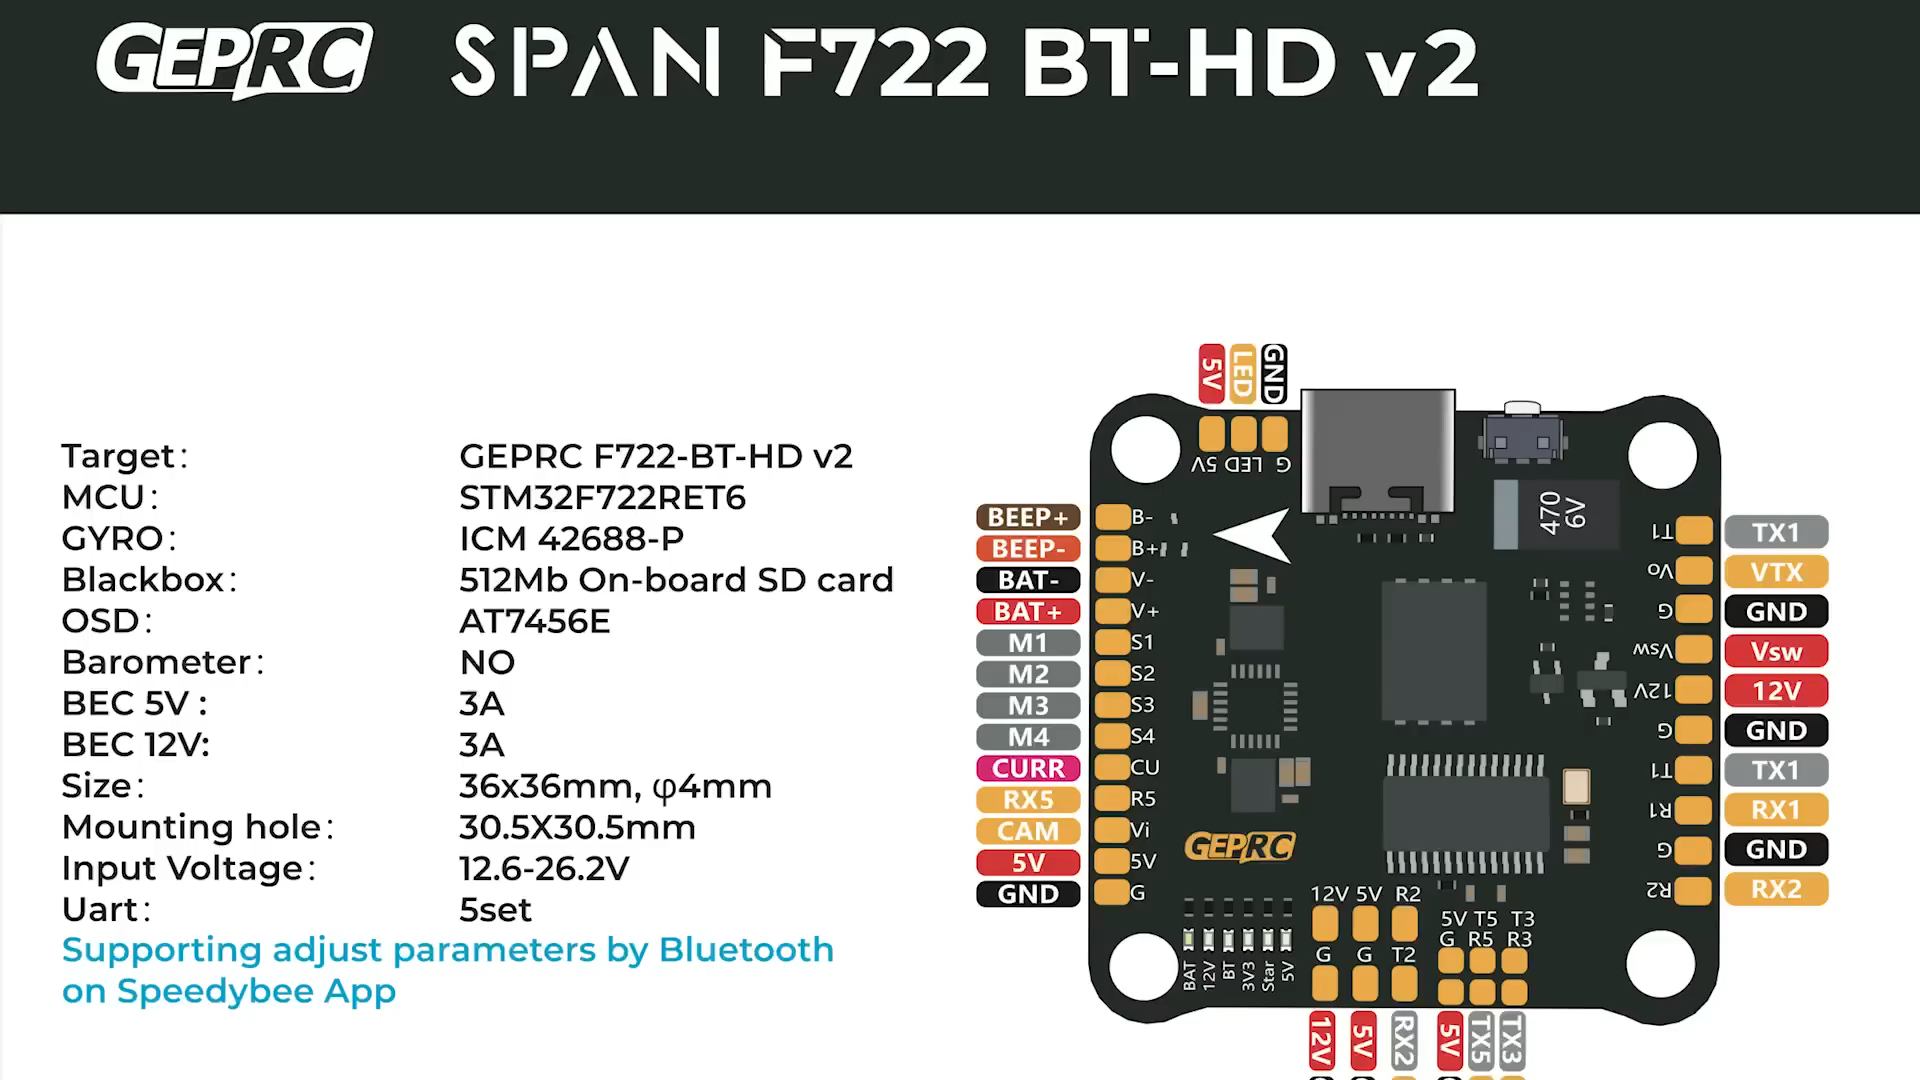 GEPRC SPAN F722 BT-HD v2
Target: GEPRC F722-BT-HD v2
MCU: STM32F722RET6
GYRO: ICM 42688-P
Blackbox: 512Mb On-board SD card
OSD: AT7456E
Barometer: NO
BEC 5V : 3A
BEC 12V: 3A
Size: 36x36mm, φ4mm
Mounting hole: 30.5X30.5mm
Input Voltage: 12.6-26.2V
Uart: 5set
Supporting adjust parameters by Bluetooth
on Speedybee App
5V LED GND
5V LED G
BEEP+ B-
BEEP- B+
BAT- V-
BAT+ V+
M1 S1
M2 S2
M3 S3
M4 S4
CURR CU
RX5 R5
CAM Vi
5V 5V
GND G
470
6V
T1 TX1
Vo VTX
G GND
Vsw Vsw
12V 12V
G GND
T1 TX1
R1 RX1
G GND
R2 RX2
GEPRC
12V 5V R2
G G T2
5V T5 T3
G R5 R3
BAT 12V BT 3V3 Star 5V
12V 5V RX2 5V TX5 TX3